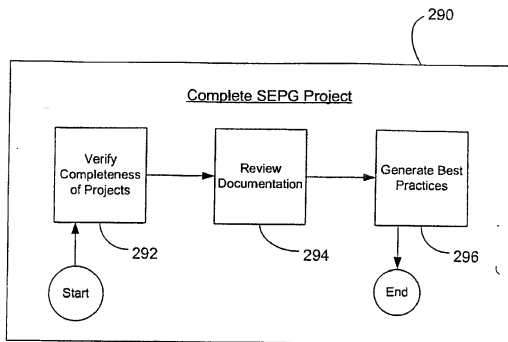 290
Complete SEPG Project
Verify
Completeness
of Projects
Review
Documentation
Generate Best
Practices
292
294
296
Start
End